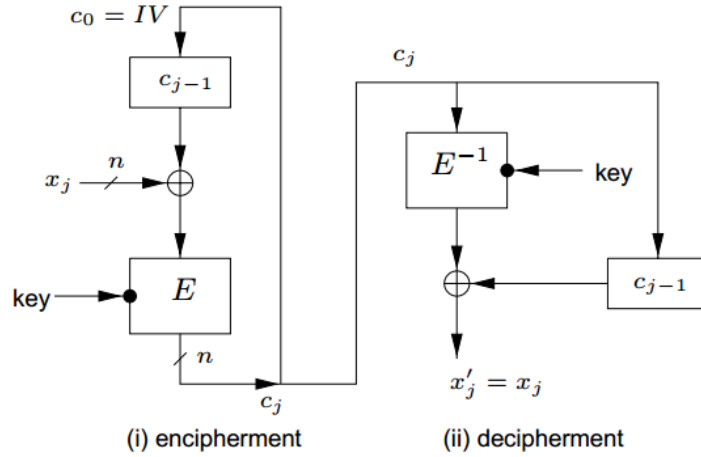 c₀ = IV
cⱼ₋₁
n
xⱼ
E
key
n
cⱼ
(i) encipherment
cⱼ
E⁻¹
key
cⱼ₋₁
x′ⱼ = xⱼ
(ii) decipherment